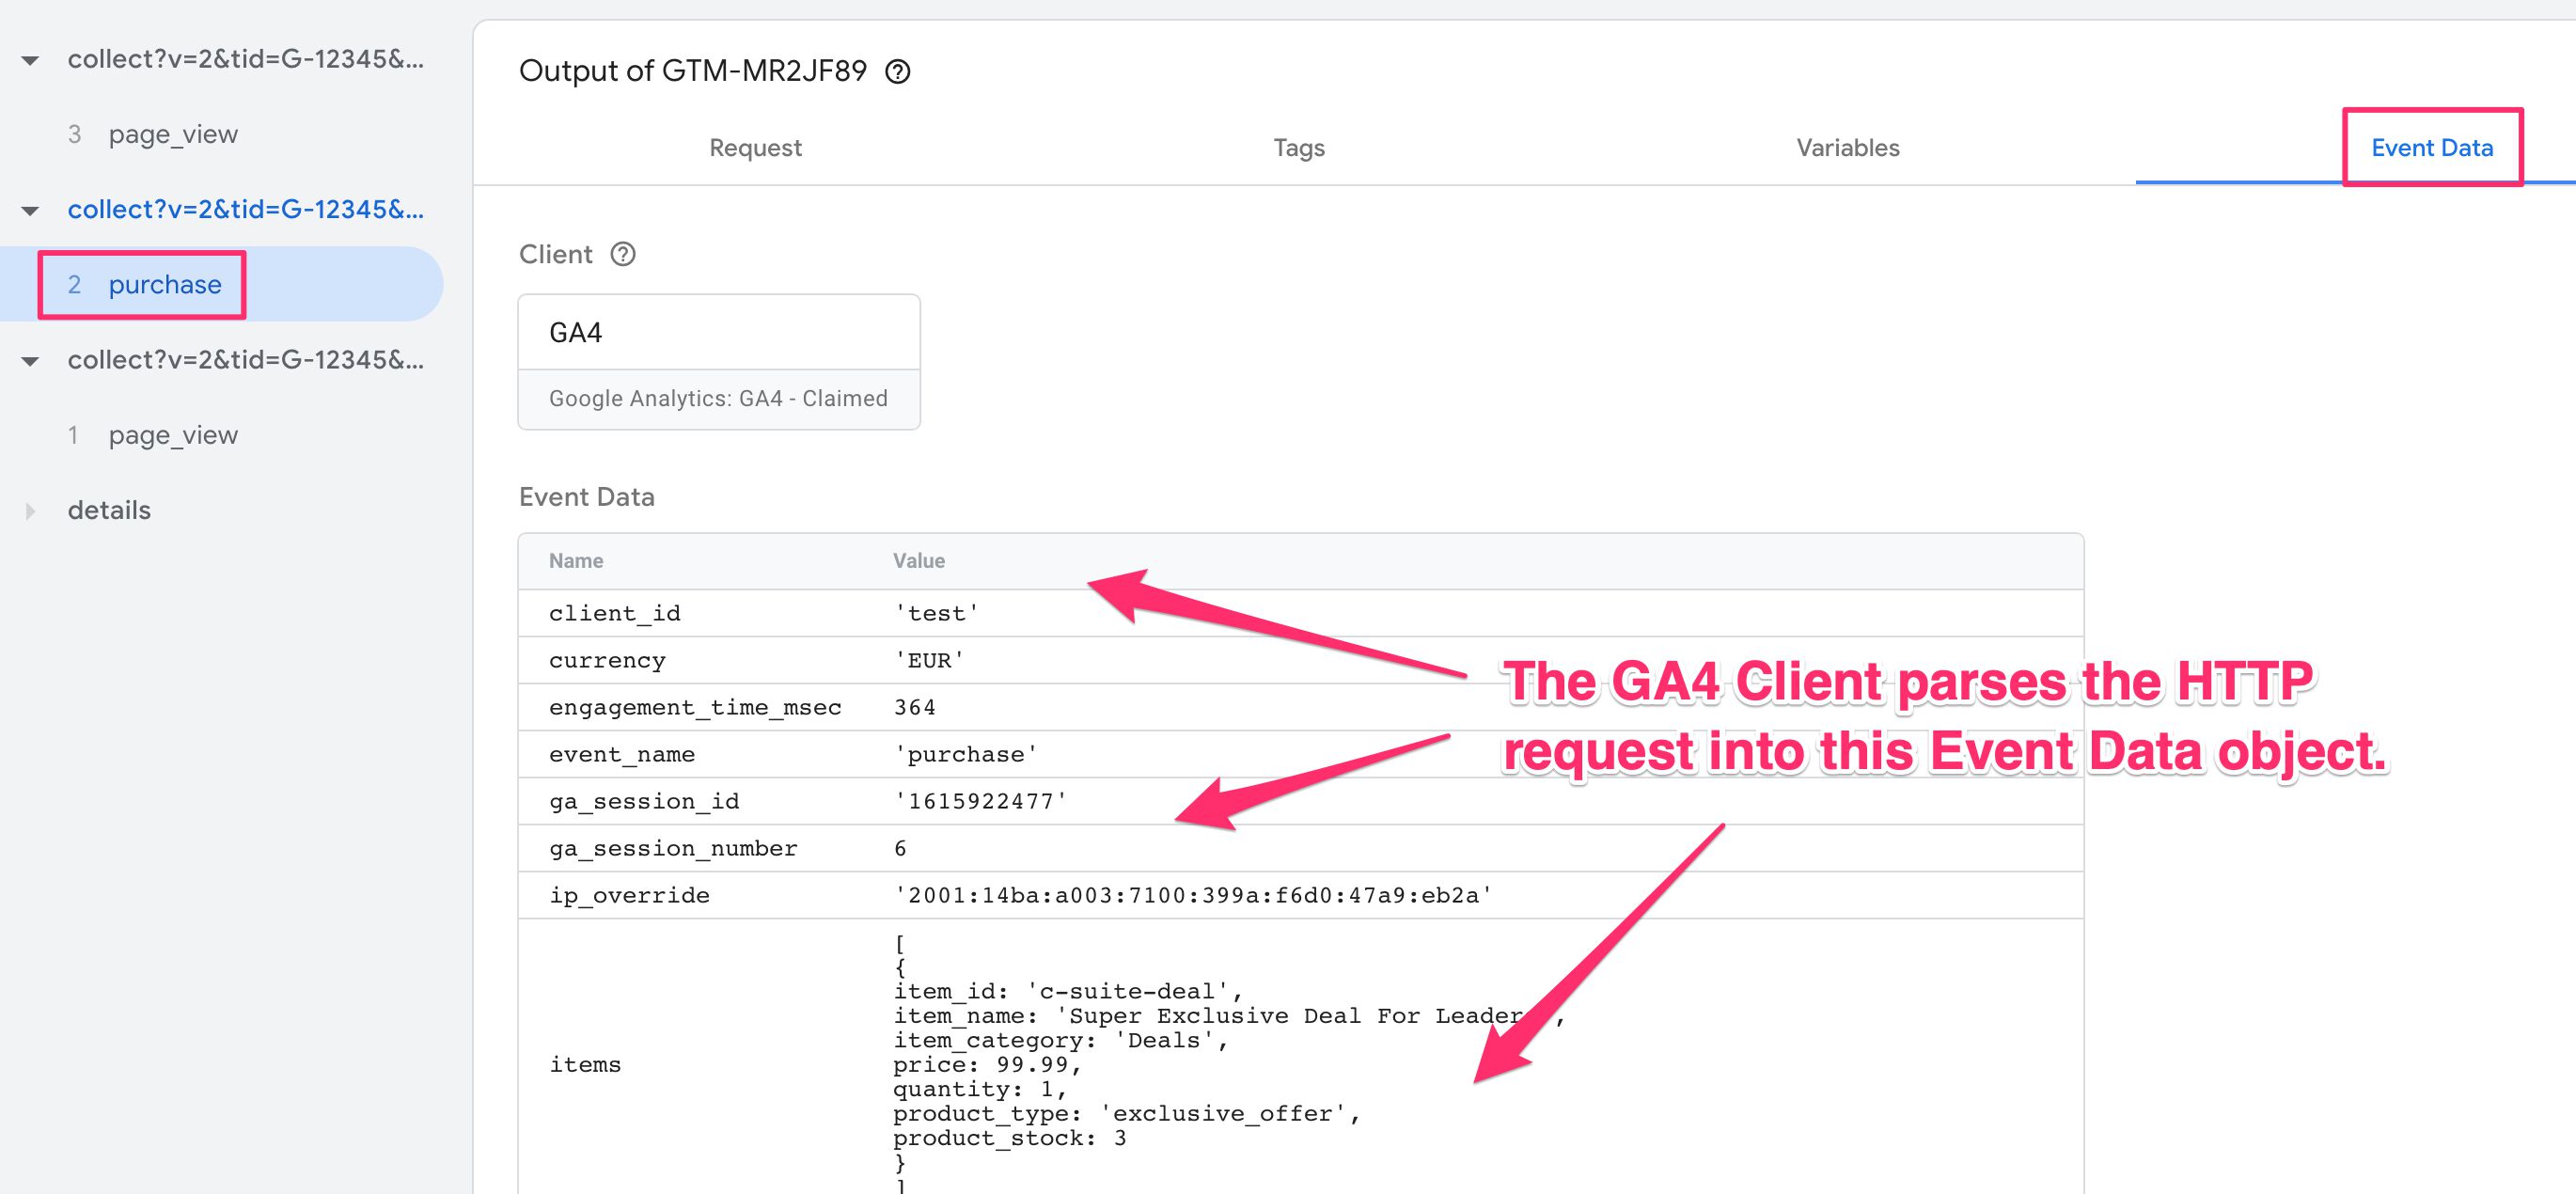 collect?v=2&tid=G-12345&...
3 page_view
collect?v=2&tid=G-12345&...
2 purchase
collect?v=2&tid=G-12345&...
1 page_view
details
Output of GTM-MR2JF89
Request Tags Variables Event Data
Client
GA4
Google Analytics: GA4 - Claimed
Event Data
Name Value
client_id 'test'
currency 'EUR'
engagement_time_msec 364
event_name 'purchase'
ga_session_id '1615922477'
ga_session_number 6
ip_override '2001:14ba:a003:7100:399a:f6d0:47a9:eb2a'
items
[
{
item_id: 'c-suite-deal',
item_name: 'Super Exclusive Deal For Leader ',
item_category: 'Deals',
price: 99.99,
quantity: 1,
product_type: 'exclusive_offer',
product_stock: 3
}
]
The GA4 Client parses the HTTP
request into this Event Data object.